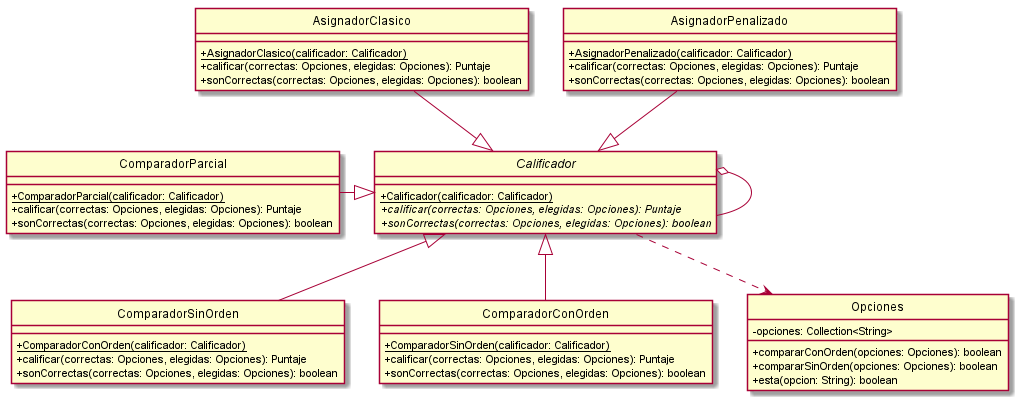 AsignadorClasico
+AsignadorClasico(calificador: Calificador)
+calificar(correctas: Opciones, elegidas: Opciones): Puntaje
+sonCorrectas(correctas: Opciones, elegidas: Opciones): boolean
AsignadorPenalizado
+AsignadorPenalizado(calificador: Calificador)
+calificar(correctas: Opciones, elegidas: Opciones): Puntaje
+sonCorrectas(correctas: Opciones, elegidas: Opciones): boolean
ComparadorParcial
+ComparadorParcial(calificador: Calificador)
+calificar(correctas: Opciones, elegidas: Opciones): Puntaje
+sonCorrectas(correctas: Opciones, elegidas: Opciones): boolean
Calificador
+Calificador(calificador: Calificador)
+calificar(correctas: Opciones, elegidas: Opciones): Puntaje
+sonCorrectas(correctas: Opciones, elegidas: Opciones): boolean
ComparadorSinOrden
+ComparadorConOrden(calificador: Calificador)
+calificar(correctas: Opciones, elegidas: Opciones): Puntaje
+sonCorrectas(correctas: Opciones, elegidas: Opciones): boolean
ComparadorConOrden
+ComparadorSinOrden(calificador: Calificador)
+calificar(correctas: Opciones, elegidas: Opciones): Puntaje
+sonCorrectas(correctas: Opciones, elegidas: Opciones): boolean
Opciones
-opciones: Collection<String>
+compararConOrden(opciones: Opciones): boolean
+compararSinOrden(opciones: Opciones): boolean
+esta(opcion: String): boolean